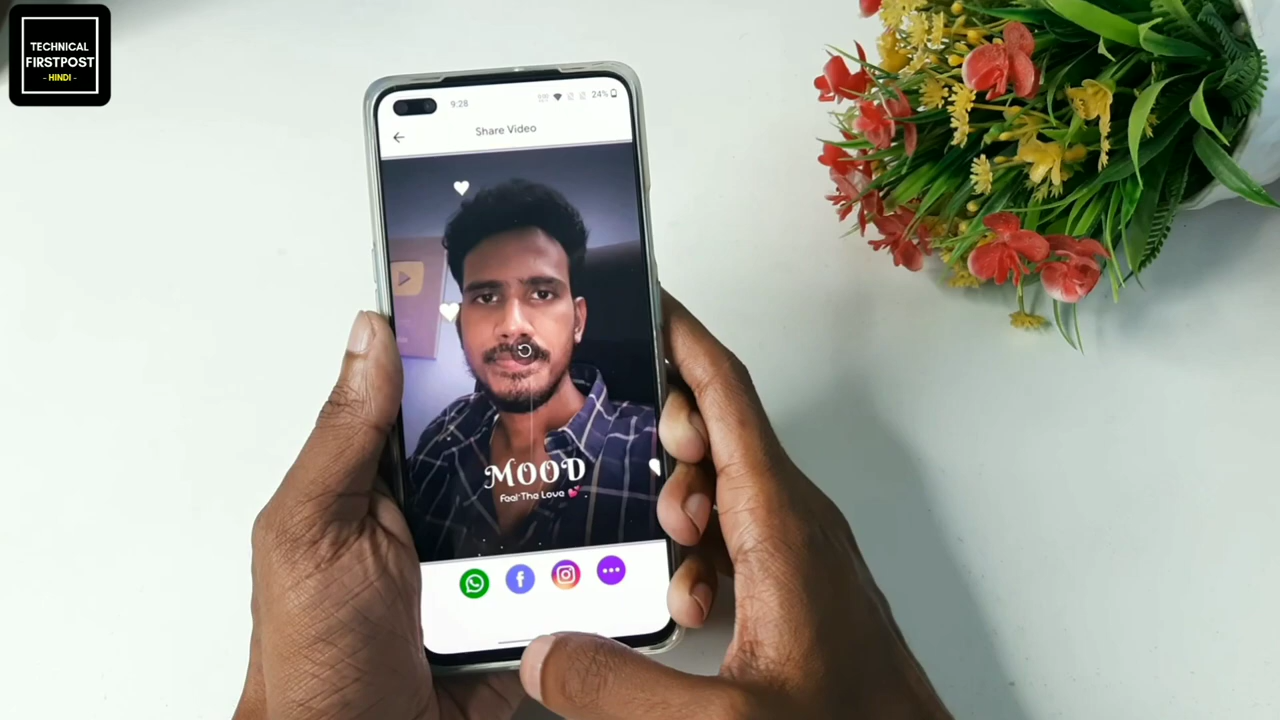 TECHNICAL
FIRSTPOST
- HINDI -
9:28
24%
Share Video
MOOD
Feel The Love 💕